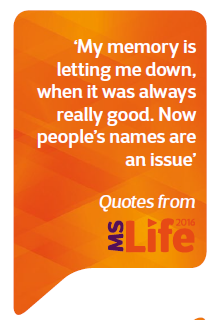 ‘My memory is
letting me down,
when it was always
really good. Now
people’s names are
an issue’
Quotes from
MS Life 2016